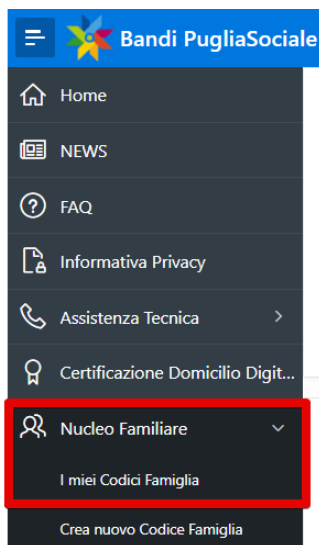 Bandi PugliaSociale
Home
NEWS
FAQ
Informativa Privacy
Assistenza Tecnica
Certificazione Domicilio Digit...
Nucleo Familiare
I miei Codici Famiglia
Crea nuovo Codice Famiglia